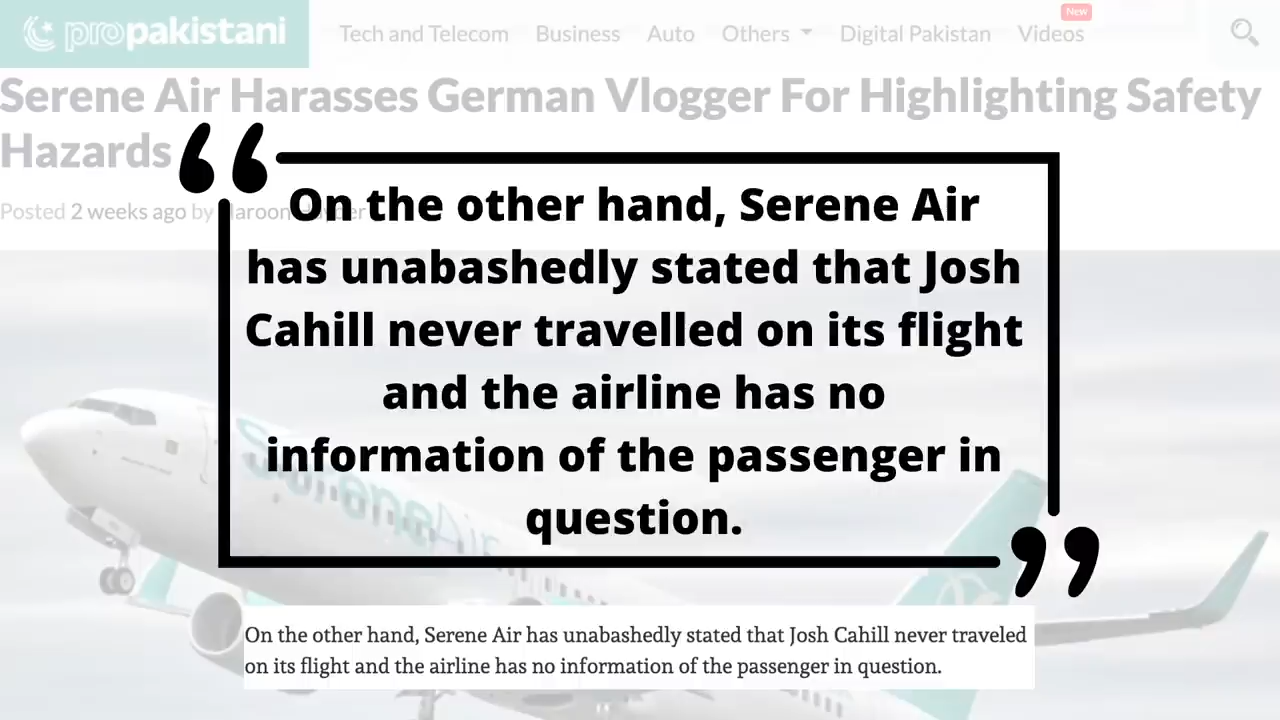 propakistani
Tech and Telecom Business Auto Others Digital Pakistan Videos
New
Serene Air Harasses German Vlogger For Highlighting Safety
Hazards
Posted 2 weeks ago by
“On the other hand, Serene Air
has unabashedly stated that Josh
Cahill never travelled on its flight
and the airline has no
information of the passenger in
question.”
SereneAir
On the other hand, Serene Air has unabashedly stated that Josh Cahill never traveled
on its flight and the airline has no information of the passenger in question.